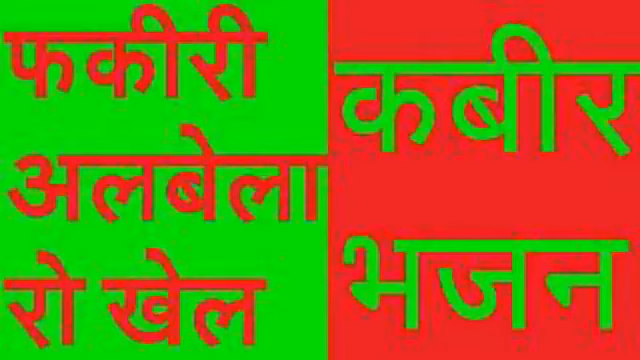 फकीरी
अलबेला
रो खेल
कबीर
भजन